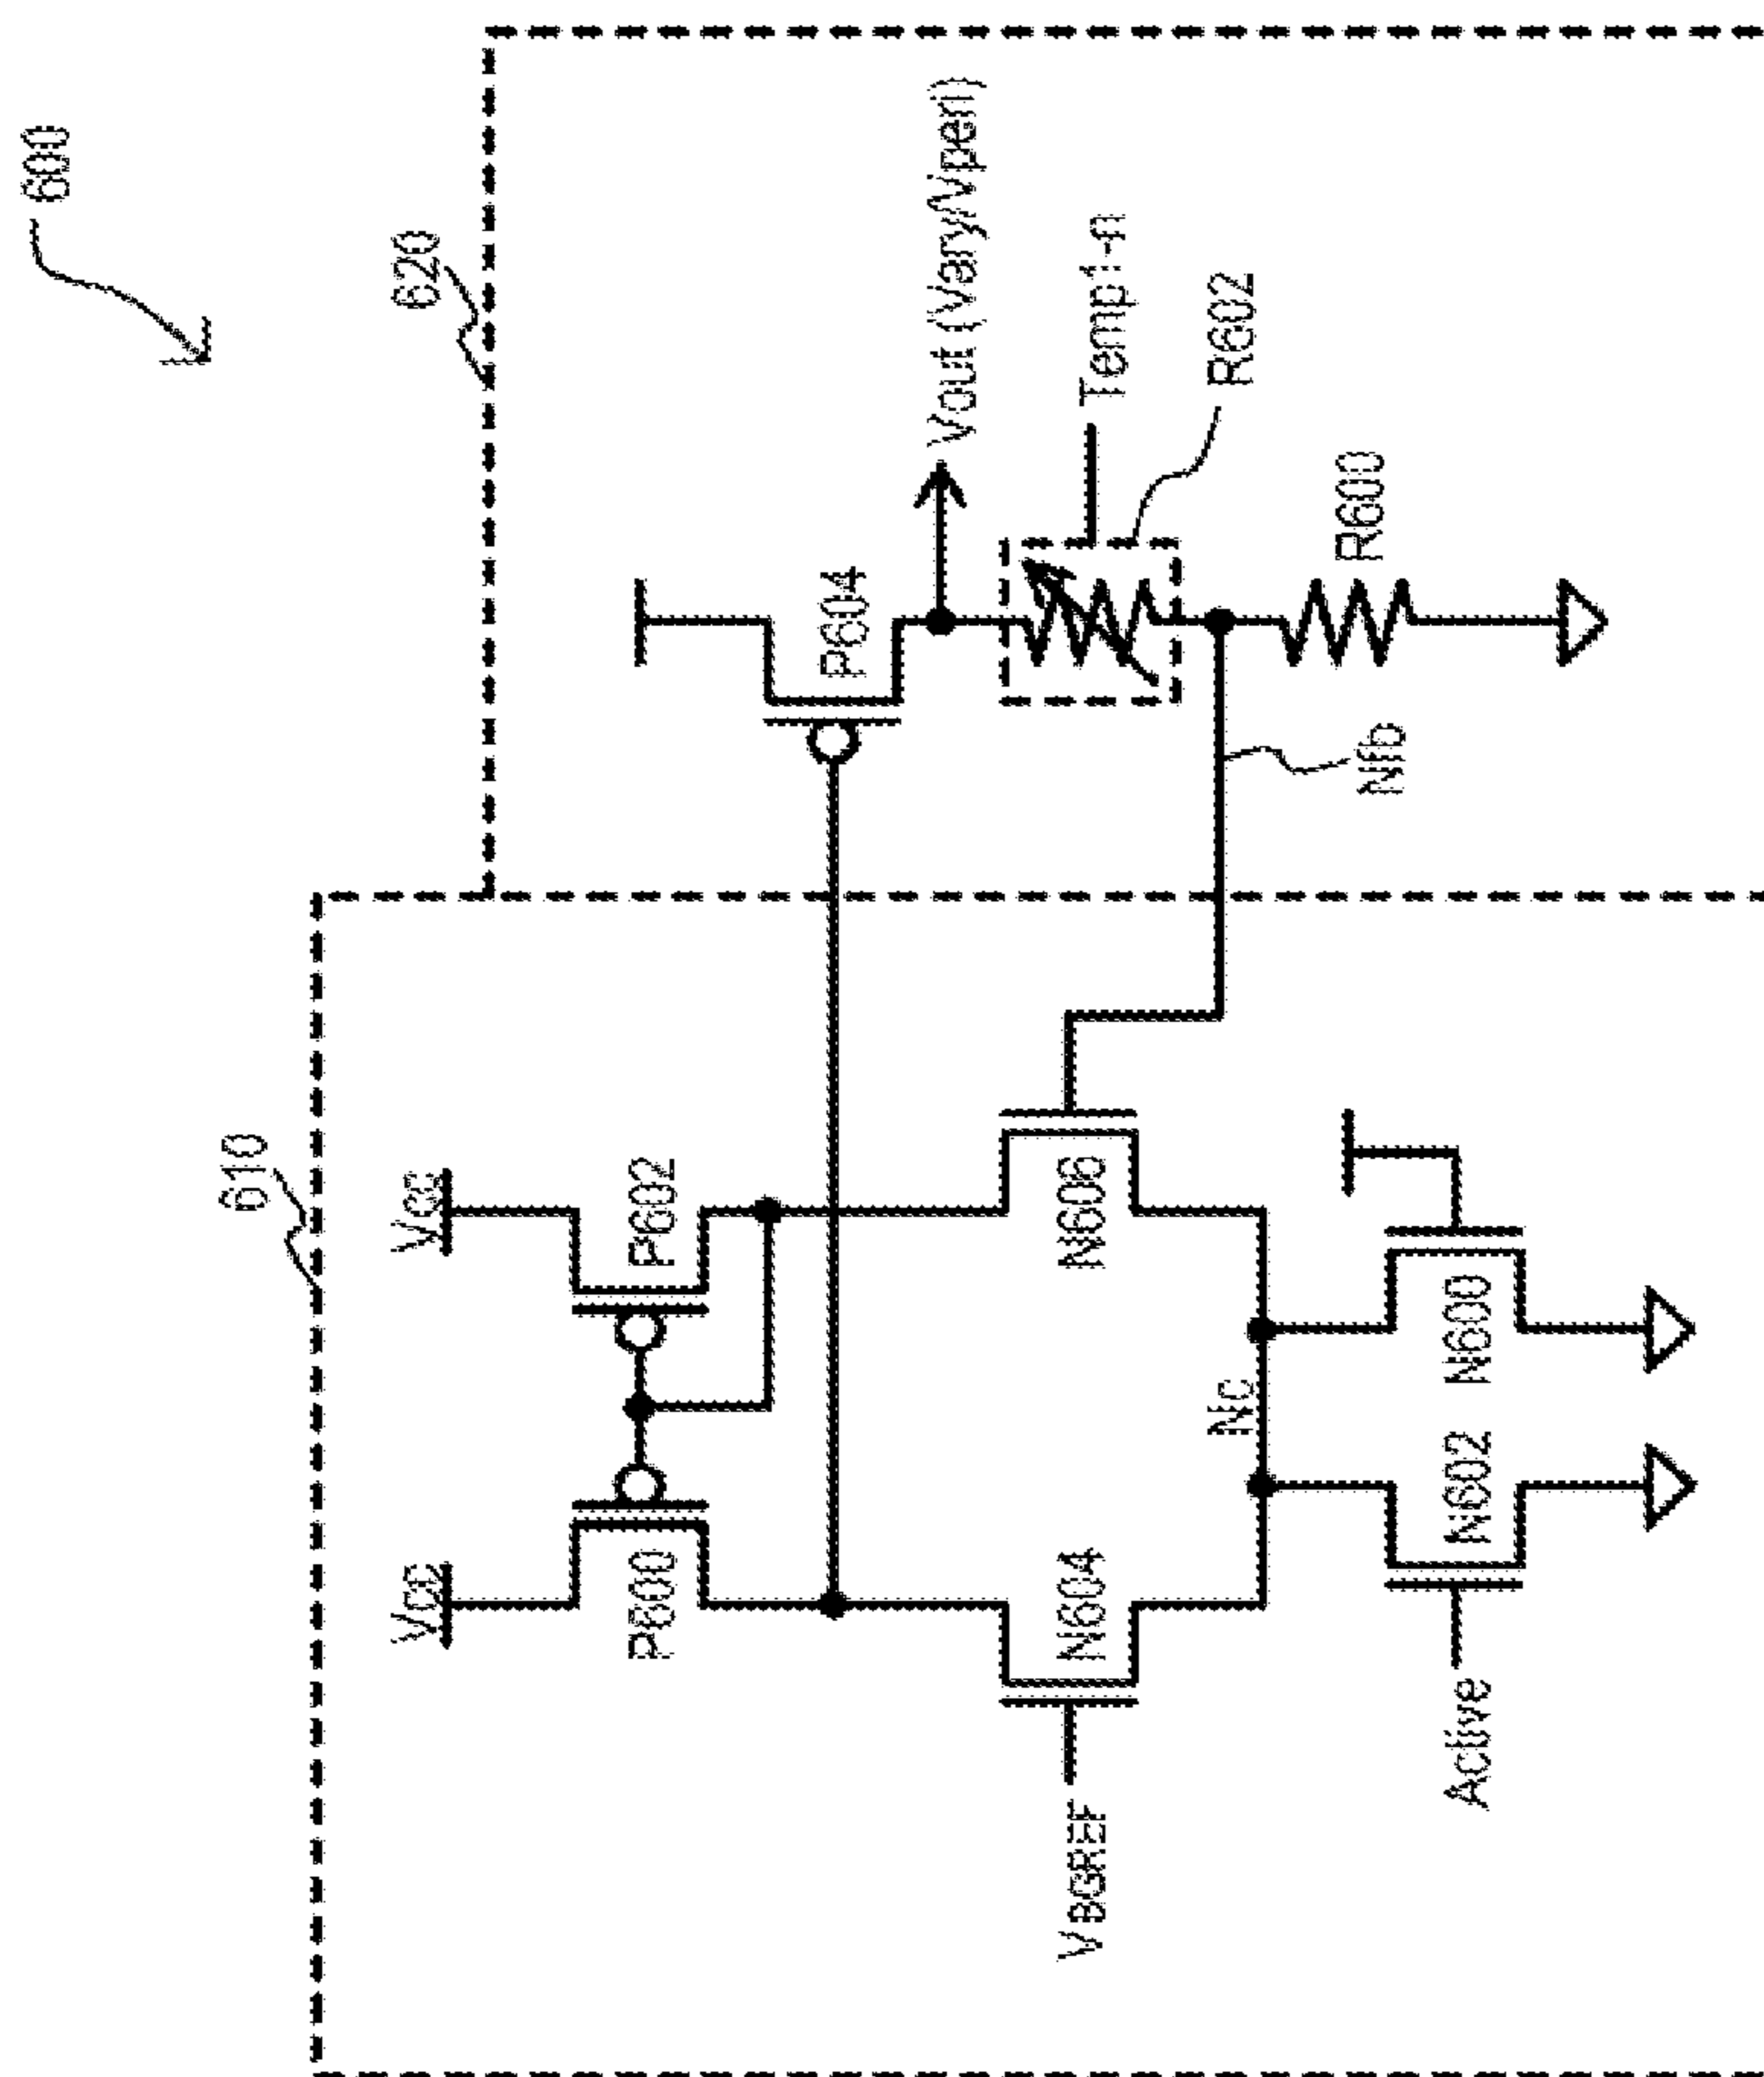 600
610
620
Vcc
Vcc
P600
P602
P604
Vout (Vary/Vperi)
Temp1-n
R602
R600
Nfb
VBGREF
N604
N606
Nc
Active
N602
N600